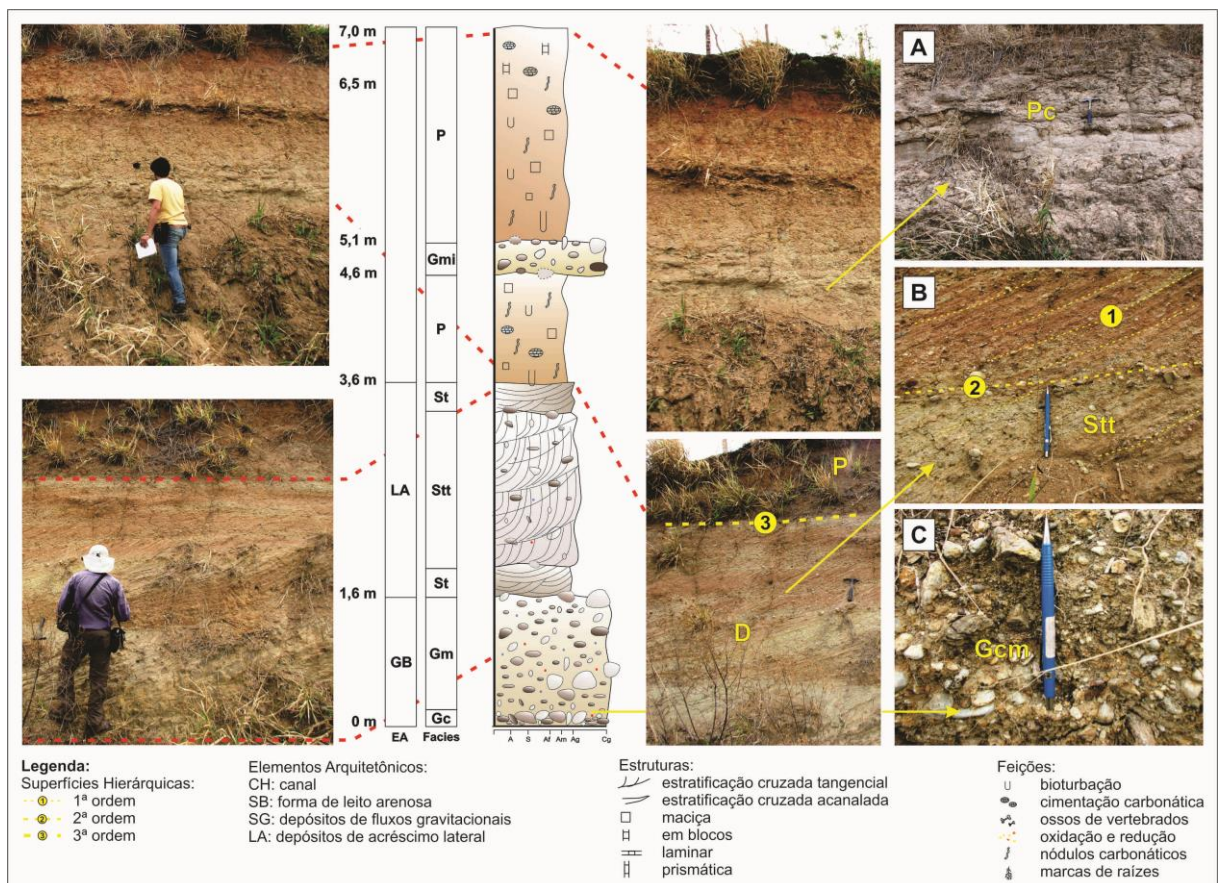 7,0 m
6,5 m
5,1 m
4,6 m
3,6 m
1,6 m
0 m
LA
GB
EA
P
Gmi
P
St
Stt
St
Gm
Gc
Facies
A S Af Am Ag Cg
P
3
D
A
Pc
B
1
2
Stt
C
Gcm
Legenda:
Superfícies Hierárquicas:
1 1ª ordem
2 2ª ordem
3 3ª ordem
Elementos Arquitetônicos:
CH: canal
SB: forma de leito arenosa
SG: depósitos de fluxos gravitacionais
LA: depósitos de acréscimo lateral
Estruturas:
estratificação cruzada tangencial
estratificação cruzada acanalada
maciça
em blocos
laminar
prismática
Feições:
bioturbação
cimentação carbonática
ossos de vertebrados
oxidação e redução
nódulos carbonáticos
marcas de raízes